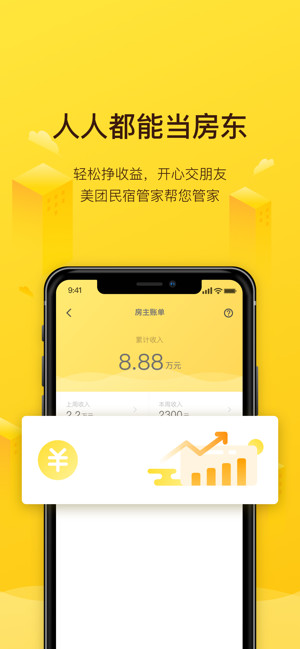 人人都能当房东
轻松挣收益，开心交朋友
美团民宿管家帮您管家
9:41
房主账单
?
累计收入
8.88万元
上周收入 本周收入
2.2万元 2300元
¥